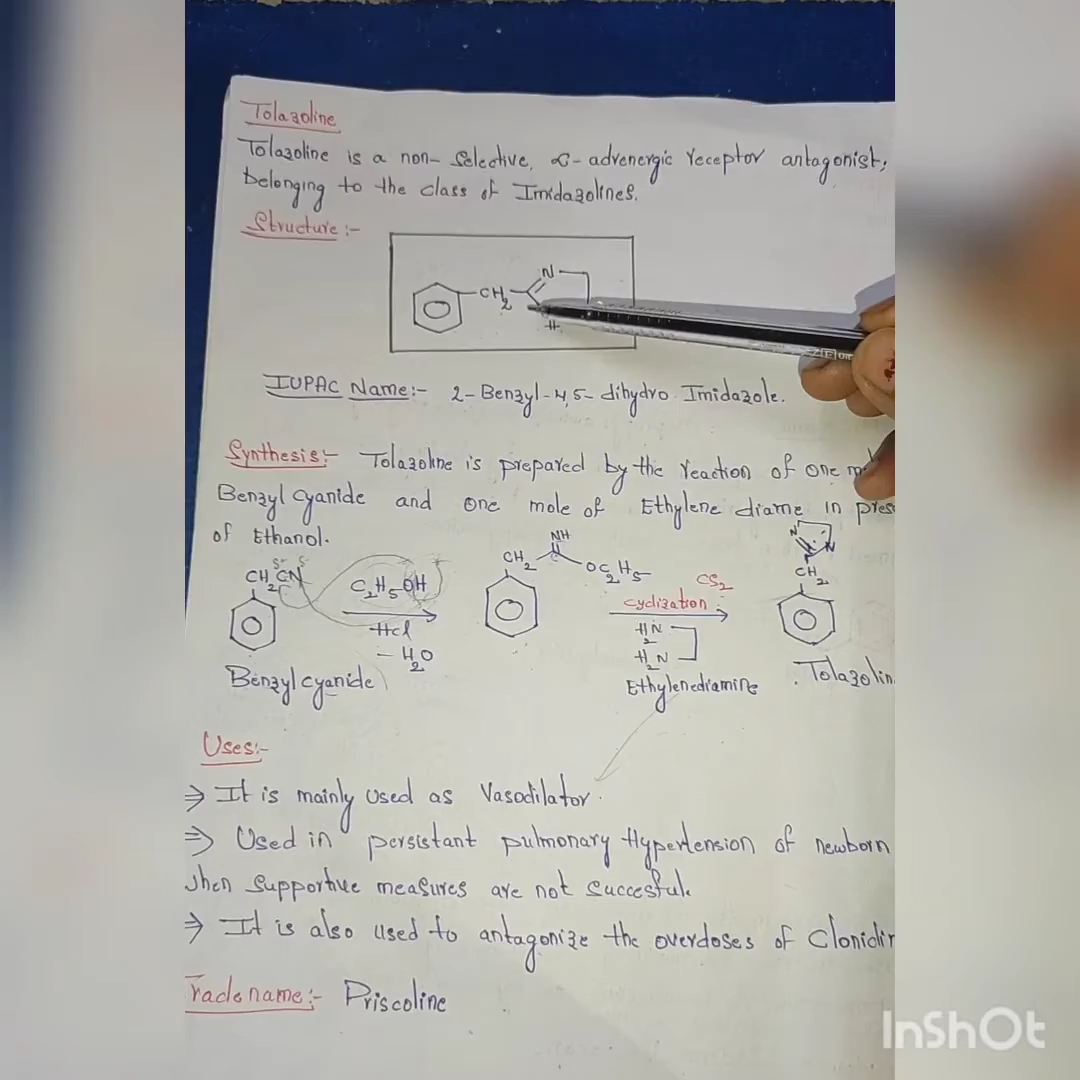 Tolazoline
Tolazoline is a non-selective, α-adrenergic receptor antagonist,
belonging to the class of Imidazolines.
Structure:-
CH2
N
H
IUPAC Name:- 2-Benzyl-4,5-dihydro Imidazole.
Synthesis:- Tolazoline is prepared by the reaction of one
Benzyl cyanide and one mole of Ethylene diame in pres
of Ethanol.
CH2CN C2H5OH CH2 NH OC2H5 CS2 N N CH2
HCl cyclization
- H2O H2N
H2N
Benzyl cyanide Ethylenediamine Tolazolin
Uses:-
⇒ It is mainly used as Vasodilator.
⇒ Used in persistant pulmonary Hypertension of newborn
when supportive measures are not succesful.
⇒ It is also used to antagonize the overdoses of Clonidin
Trade name:- Priscoline
InShOt